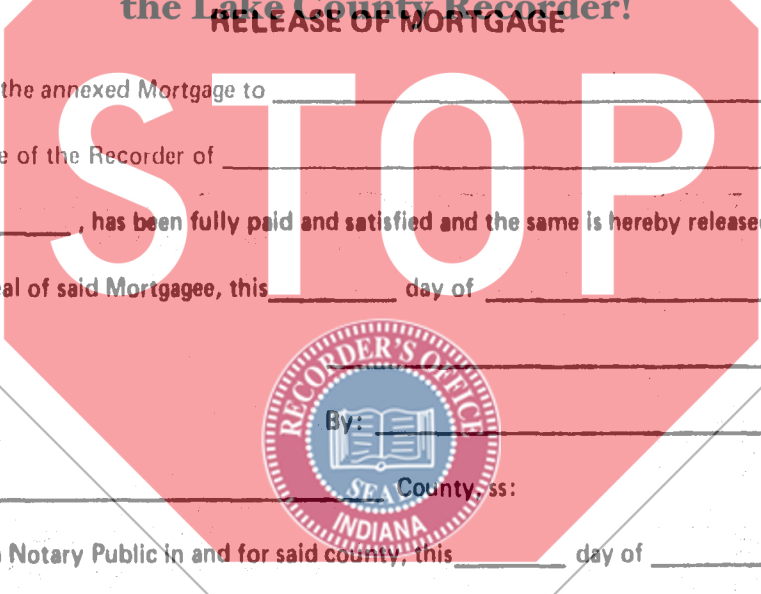 the Lake County Recorder!
RELEASE OF MORTGAGE
the annexed Mortgage to
e of the Recorder of
STOP
, has been fully paid and satisfied and the same is hereby release
al of said Mortgagee, this day of
RECORDER'S OFFICE
By:
SEAL
County, ss:
INDIANA
Notary Public in and for said county, this day of